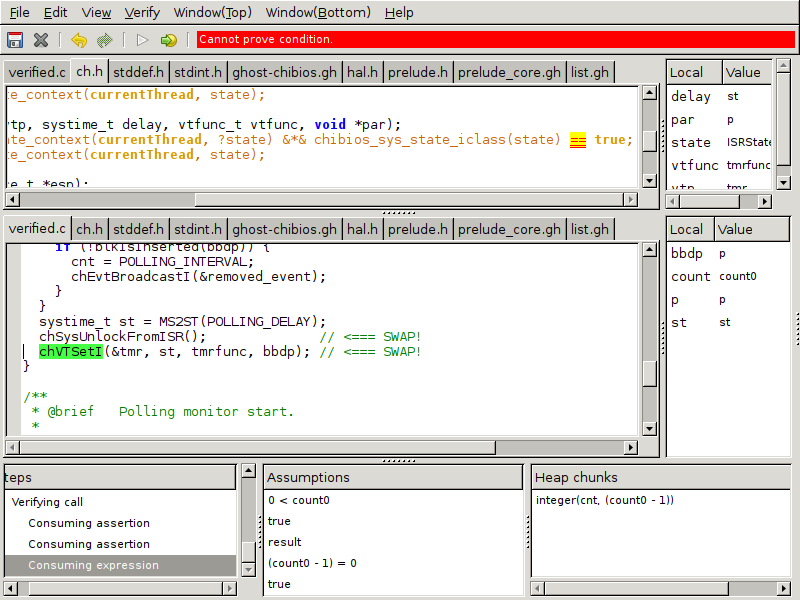 File Edit View Verify Window(Top) Window(Bottom) Help
Cannot prove condition.
verified.c ch.h stddef.h stdint.h ghost-chibios.gh hal.h prelude.h prelude_core.gh list.gh
te_context(currentThread, state);
vtp, systime_t delay, vtfunc_t vtfunc, void *par);
ate_context(currentThread, ?state) &*& chibios_sys_state_iclass(state) == true;
te_context(currentThread, state);
e_t *esp);
Local Value
delay st
par p
state ISRState
vtfunc tmrfunc
vtp tmr
verified.c ch.h stddef.h stdint.h ghost-chibios.gh hal.h prelude.h prelude_core.gh list.gh
if (!blkIsInserted(bbdp)) {
cnt = POLLING_INTERVAL;
chEvtBroadcastI(&removed_event);
}
}
systime_t st = MS2ST(POLLING_DELAY);
chSysUnlockFromISR(); // <=== SWAP!
chVTSetI(&tmr, st, tmrfunc, bbdp); // <=== SWAP!
}
/**
* @brief Polling monitor start.
*
Local Value
bbdp p
count count0
p p
st st
teps
Verifying call
Consuming assertion
Consuming assertion
Consuming expression
Assumptions
0 < count0
true
result
(count0 - 1) = 0
true
Heap chunks
integer(cnt, (count0 - 1))